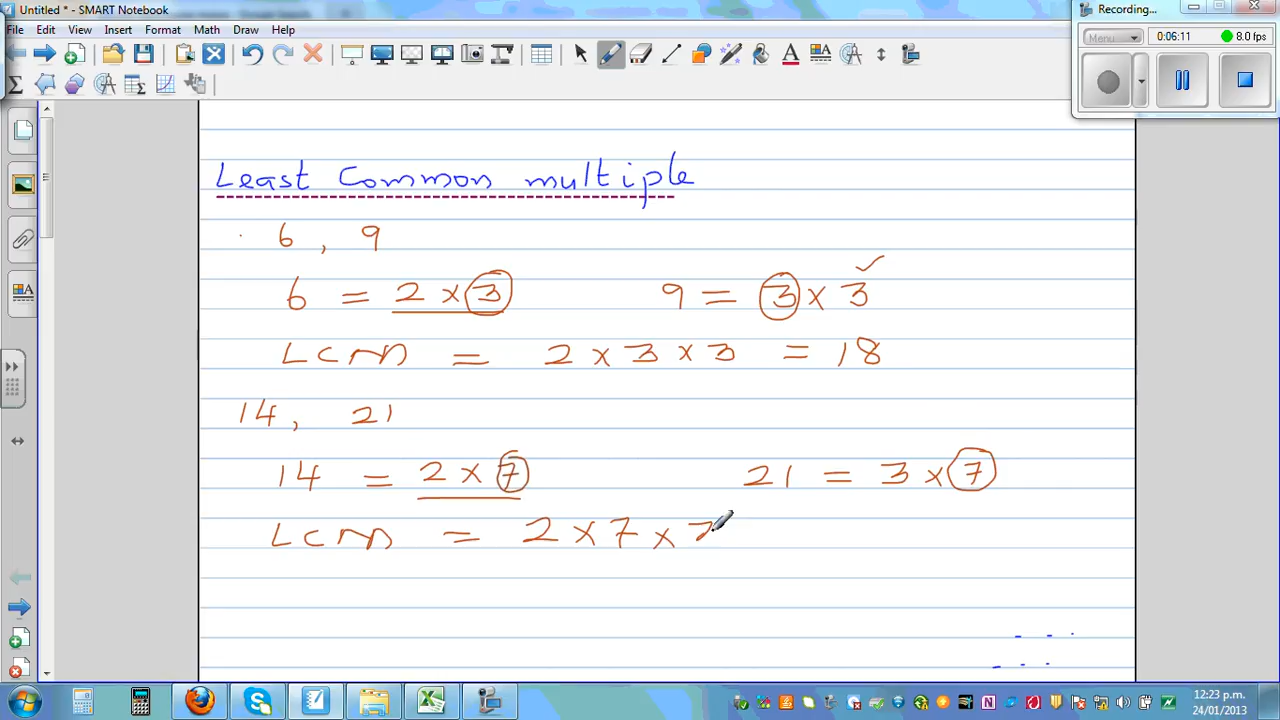 Untitled * - SMART Notebook
Recording...
File Edit View Insert Format Math Draw Help
Menu 0:06:11 8.0 fps
Least Common multiple
6 , 9
6 = 2 × 3 9 = 3 × 3
LCM = 2 × 3 × 3 = 18
14, 21
14 = 2 × 7 21 = 3 × 7
LCM = 2 × 7 ×
12:23 p.m.
24/01/2013